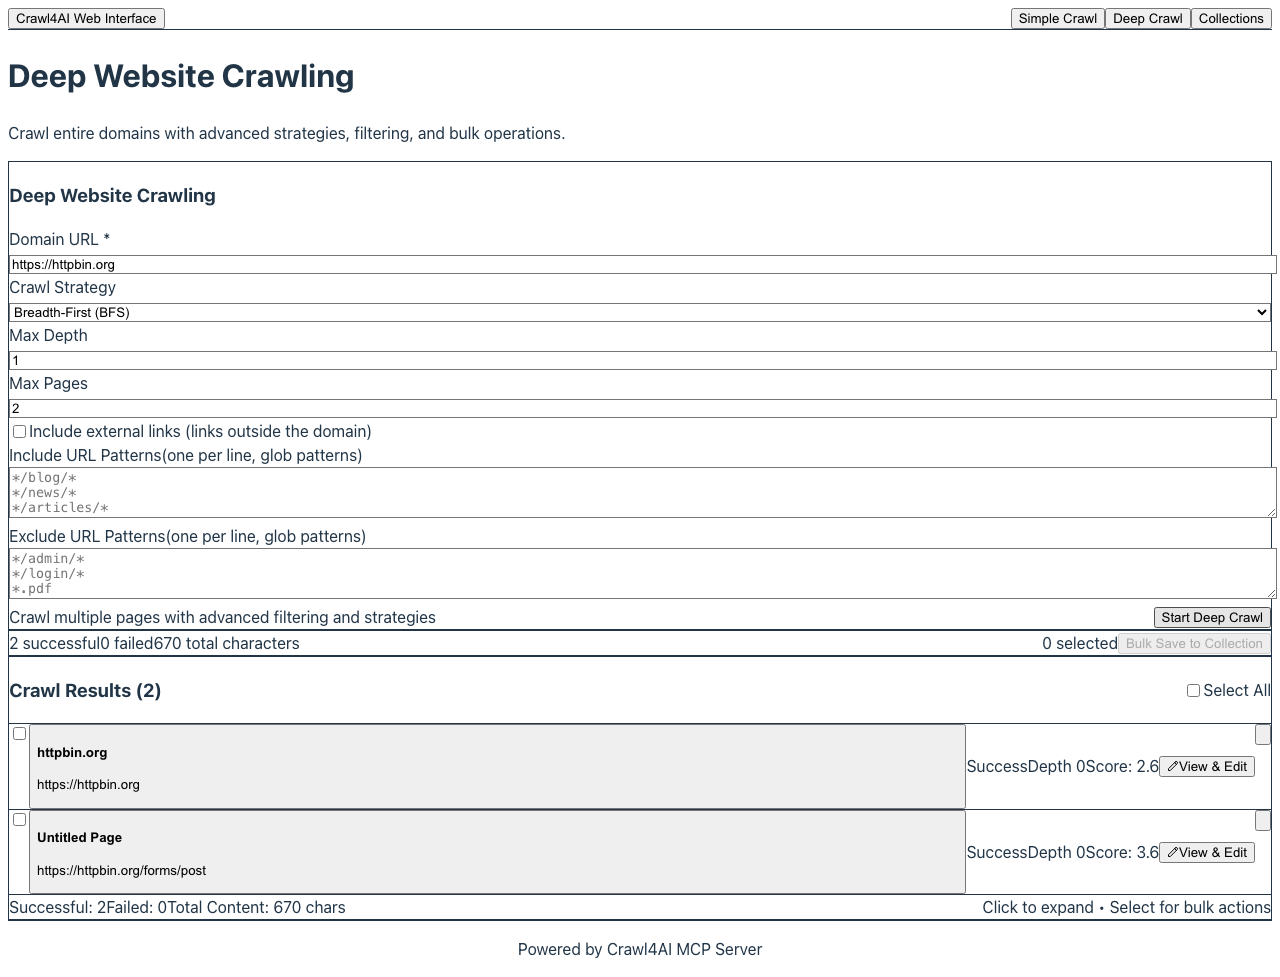 Crawl4AI Web Interface Simple Crawl Deep Crawl Collections
Deep Website Crawling
Crawl entire domains with advanced strategies, filtering, and bulk operations.
Deep Website Crawling
Domain URL *
https://httpbin.org
Crawl Strategy
Breadth-First (BFS)
Max Depth
1
Max Pages
2
Include external links (links outside the domain)
Include URL Patterns(one per line, glob patterns)
*/blog/*
*/news/*
*/articles/*
Exclude URL Patterns(one per line, glob patterns)
*/admin/*
*/login/*
*.pdf
Crawl multiple pages with advanced filtering and strategies Start Deep Crawl
2 successful0 failed670 total characters 0 selected Bulk Save to Collection
Crawl Results (2) Select All
httpbin.org
https://httpbin.org
SuccessDepth 0Score: 2.6 View & Edit
Untitled Page
https://httpbin.org/forms/post
SuccessDepth 0Score: 3.6 View & Edit
Successful: 2Failed: 0Total Content: 670 chars Click to expand • Select for bulk actions
Powered by Crawl4AI MCP Server